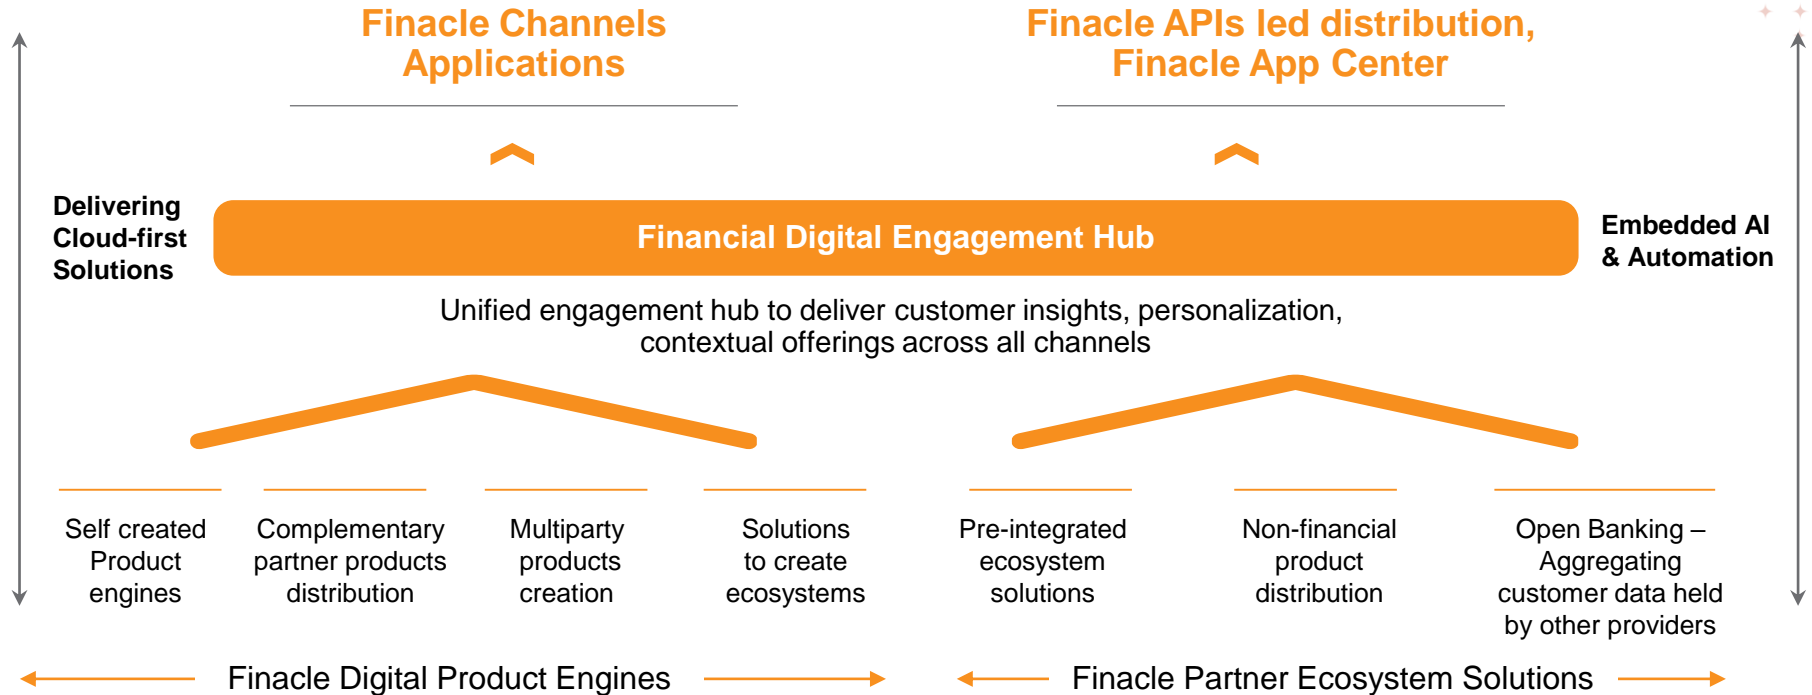 Finacle Channels
Applications
Finacle APIs led distribution,
Finacle App Center
Delivering
Cloud-first
Solutions
Financial Digital Engagement Hub
Embedded AI
& Automation
Unified engagement hub to deliver customer insights, personalization,
contextual offerings across all channels
Self created
Product
engines
Complementary
partner products
distribution
Multiparty
products
creation
Solutions
to create
ecosystems
Pre-integrated
ecosystem
solutions
Non-financial
product
distribution
Open Banking –
Aggregating
customer data held
by other providers
Finacle Digital Product Engines
Finacle Partner Ecosystem Solutions